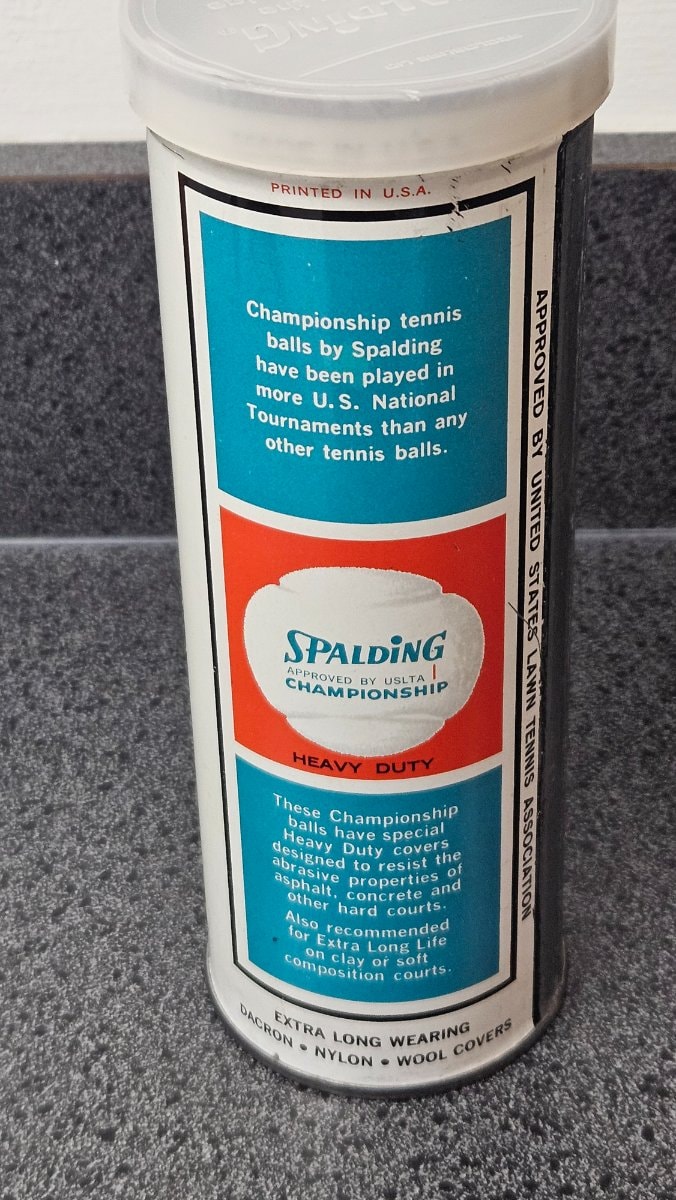 SPALDING
PRINTED IN U.S.A.
Championship tennis
balls by Spalding
have been played in
more U.S. National
Tournaments than any
other tennis balls.
SPALDING
APPROVED BY USLTA 1
CHAMPIONSHIP
HEAVY DUTY
These Championship
balls have special
Heavy Duty covers
designed to resist the
abrasive properties of
asphalt, concrete and
other hard courts.
Also recommended
for Extra Long Life
on clay or soft
composition courts.
EXTRA LONG WEARING
DACRON • NYLON • WOOL COVERS
APPROVED BY UNITED STATES LAWN TENNIS ASSOCIATION